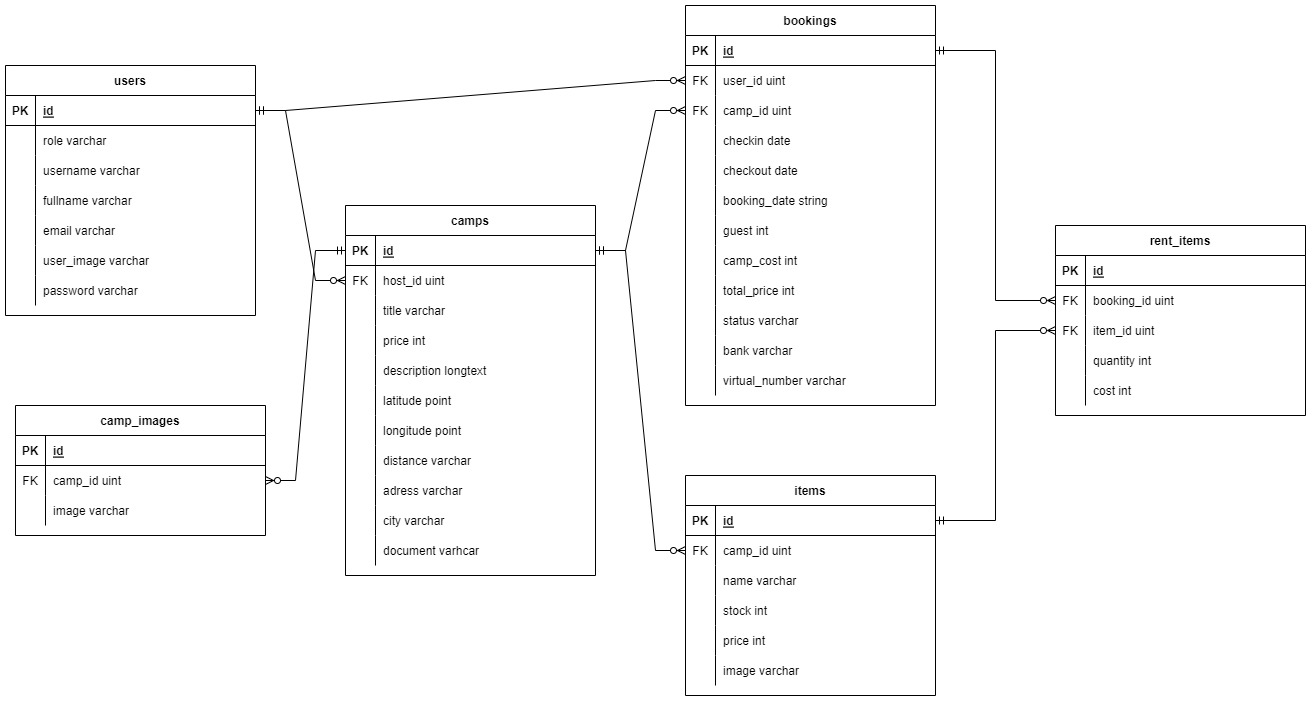 users
PK id
role varchar
username varchar
fullname varchar
email varchar
user_image varchar
password varchar
camp_images
PK id
FK camp_id uint
image varchar
camps
PK id
FK host_id uint
title varchar
price int
description longtext
latitude point
longitude point
distance varchar
adress varchar
city varchar
document varhcar
bookings
PK id
FK user_id uint
FK camp_id uint
checkin date
checkout date
booking_date string
guest int
camp_cost int
total_price int
status varchar
bank varchar
virtual_number varchar
items
PK id
FK camp_id uint
name varchar
stock int
price int
image varchar
rent_items
PK id
FK booking_id uint
FK item_id uint
quantity int
cost int